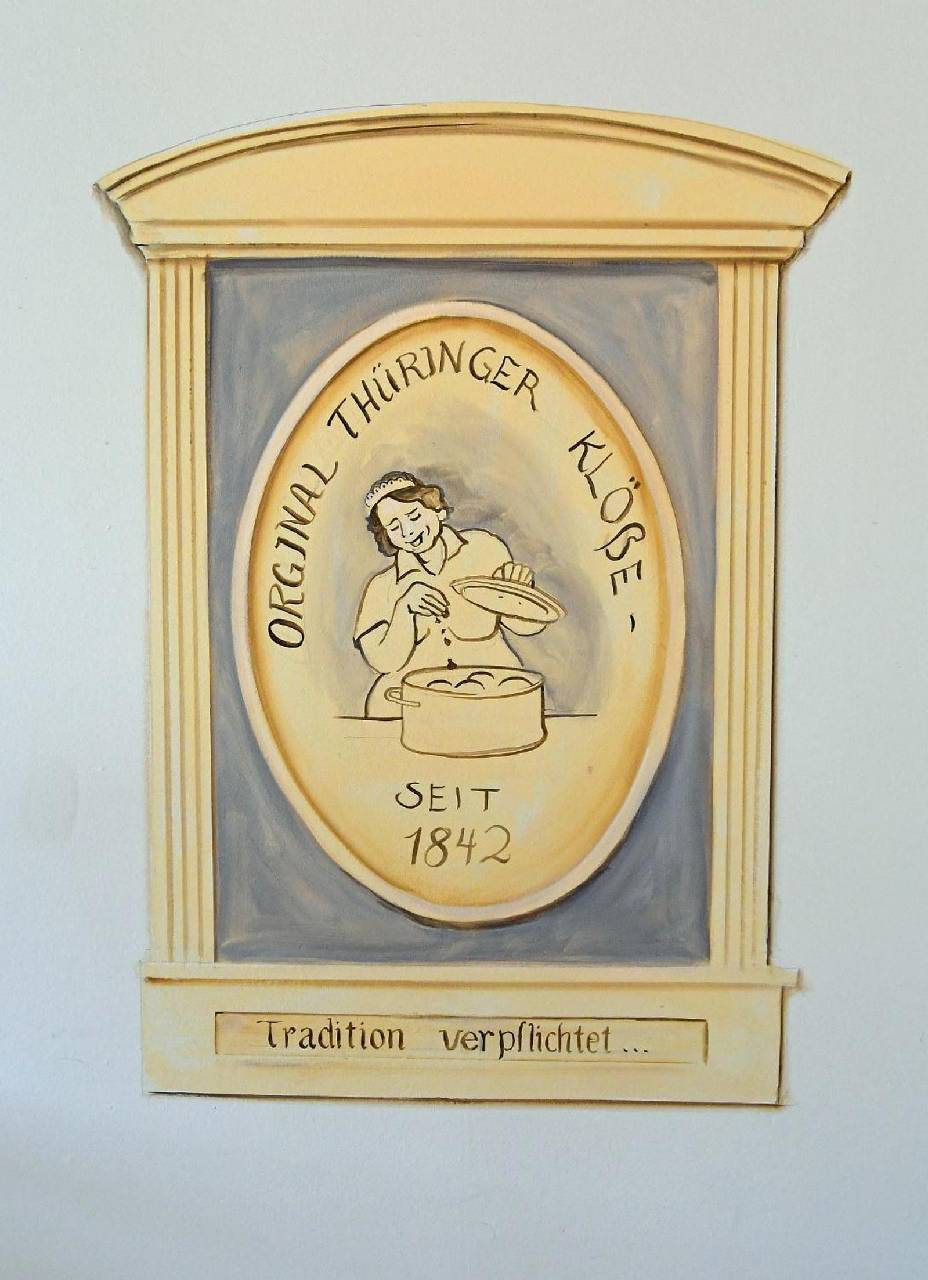 ORGINAL THÜRINGER KLÖßE -
SEIT
1842
Tradition verpflichtet...